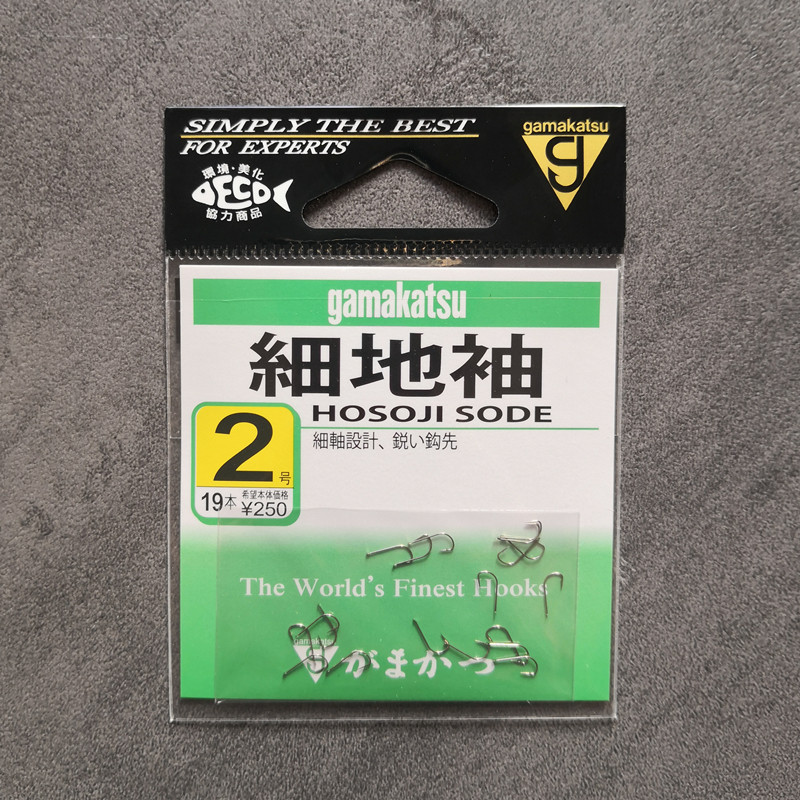 SIMPLY THE BEST
FOR EXPERTS
gamakatsu
環境・美化
ECO
協力商品
gamakatsu
細地袖
HOSOJI SODE
細軸設計、鋭い鈎先
2号
19本
希望本体価格
¥250
The World's Finest Hooks
gamakatsu
がまかつ